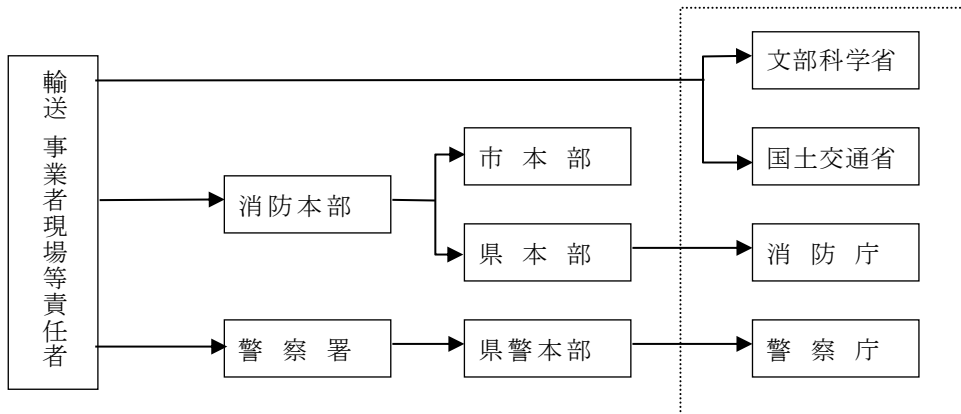 輸送 事業者現場等責任者
文部科学省
国土交通省
市本部
消防本部
県本部
消防庁
警察署
県警本部
警察庁